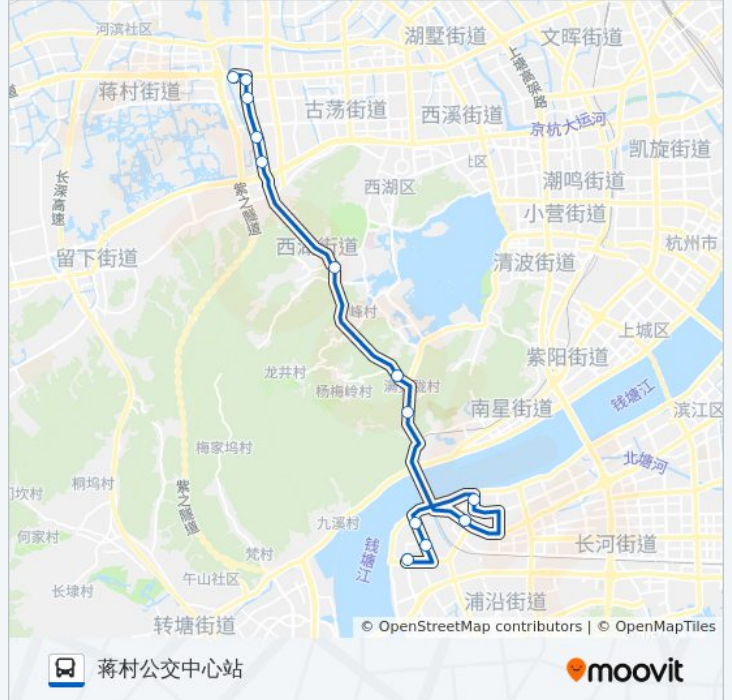 河滨社区
湖墅街道
文晖街道
上塘高架路
蒋村街道
古荡街道
西溪街道
京杭大运河
凯旋街道
社区
长深高速
紫之隧道
西湖区
潮鸣街道
小营街道
杭州市
留下街道
西湖街道
清波街道
峰村
上城区
紫阳街道
龙井村
杨梅岭村
满觉陇村
南星街道
钱塘江
滨江区
梅家坞村
北塘河
桐坞村
紫之隧道
九溪村
何家村
钱塘江
长河街道
梵村
午山社区
长埭村
浦沿街道
转塘街道
© OpenStreetMap contributors | © OpenMapTiles
蒋村公交中心站
moovit